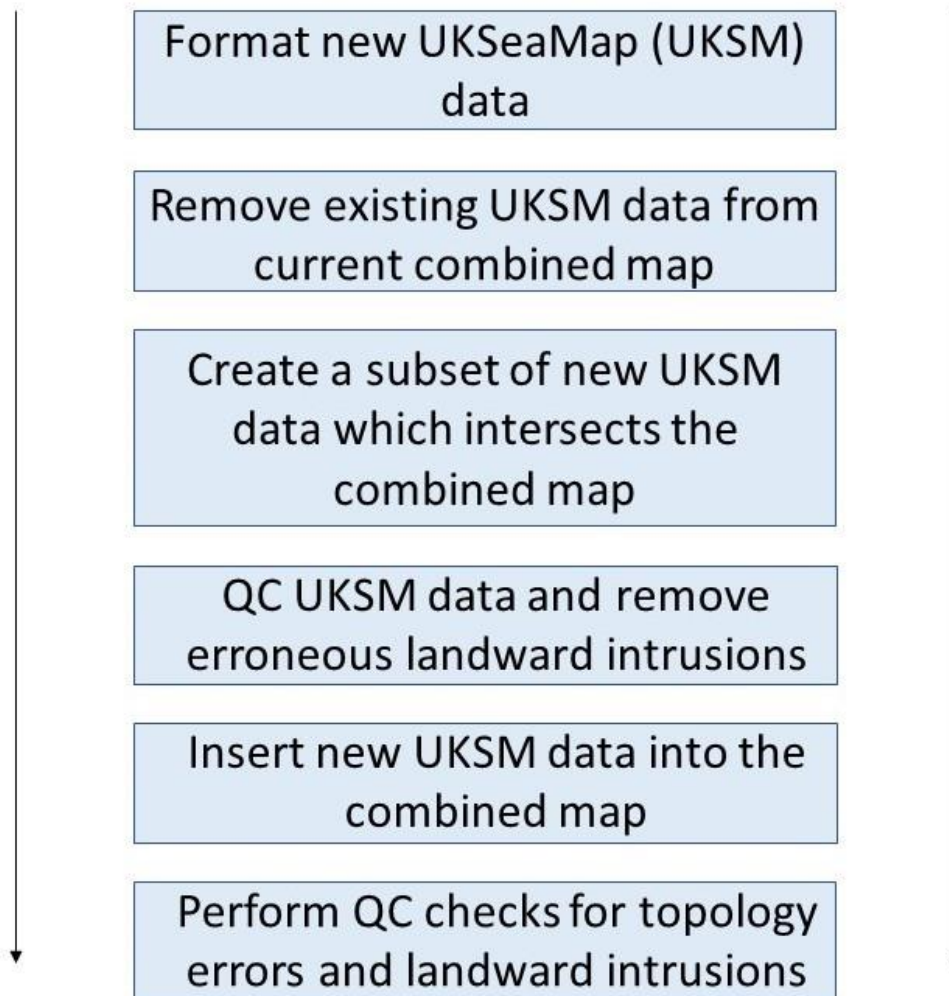 Format new UKSeaMap (UKSM)
data
Remove existing UKSM data from
current combined map
Create a subset of new UKSM
data which intersects the
combined map
QC UKSM data and remove
erroneous landward intrusions
Insert new UKSM data into the
combined map
Perform QC checks for topology
errors and landward intrusions